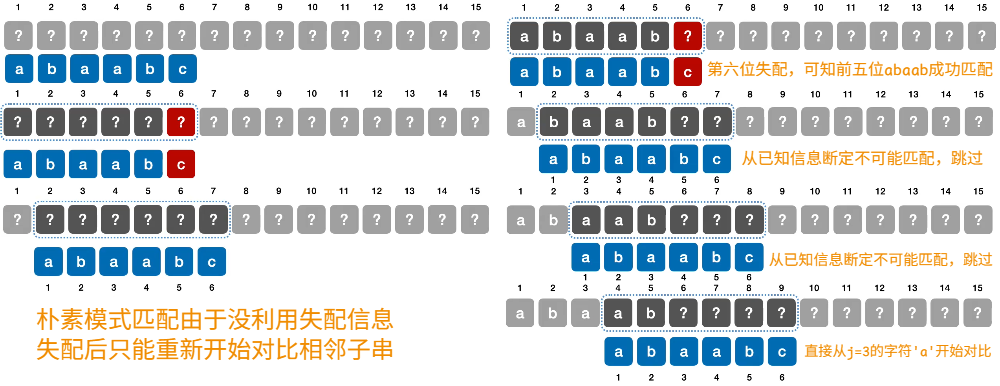 1 2 3 4 5 6 7 8 9 10 11 12 13 14 15
? ? ? ? ? ? ? ? ? ? ? ? ? ? ?
a b a a b c
1 2 3 4 5 6 7 8 9 10 11 12 13 14 15
? ? ? ? ? ? ? ? ? ? ? ? ? ? ?
a b a a b c
1 2 3 4 5 6 7 8 9 10 11 12 13 14 15
? ? ? ? ? ? ? ? ? ? ? ? ? ? ?
a b a a b c
1 2 3 4 5 6
朴素模式匹配由于没利用失配信息
失配后只能重新开始对比相邻子串
1 2 3 4 5 6 7 8 9 10 11 12 13 14 15
a b a a b ? ? ? ? ? ? ? ? ? ?
a b a a b c 第六位失配，可知前五位abaab成功匹配
1 2 3 4 5 6 7 8 9 10 11 12 13 14 15
a b a a b ? ? ? ? ? ? ? ? ? ?
a b a a b c 从已知信息断定不可能匹配，跳过
1 2 3 4 5 6
1 2 3 4 5 6 7 8 9 10 11 12 13 14 15
a b a a b ? ? ? ? ? ? ? ? ? ?
a b a a b c 从已知信息断定不可能匹配，跳过
1 2 3 4 5 6
1 2 3 4 5 6 7 8 9 10 11 12 13 14 15
a b a a b ? ? ? ? ? ? ? ? ? ?
a b a a b c 直接从j=3的字符'a'开始对比
1 2 3 4 5 6